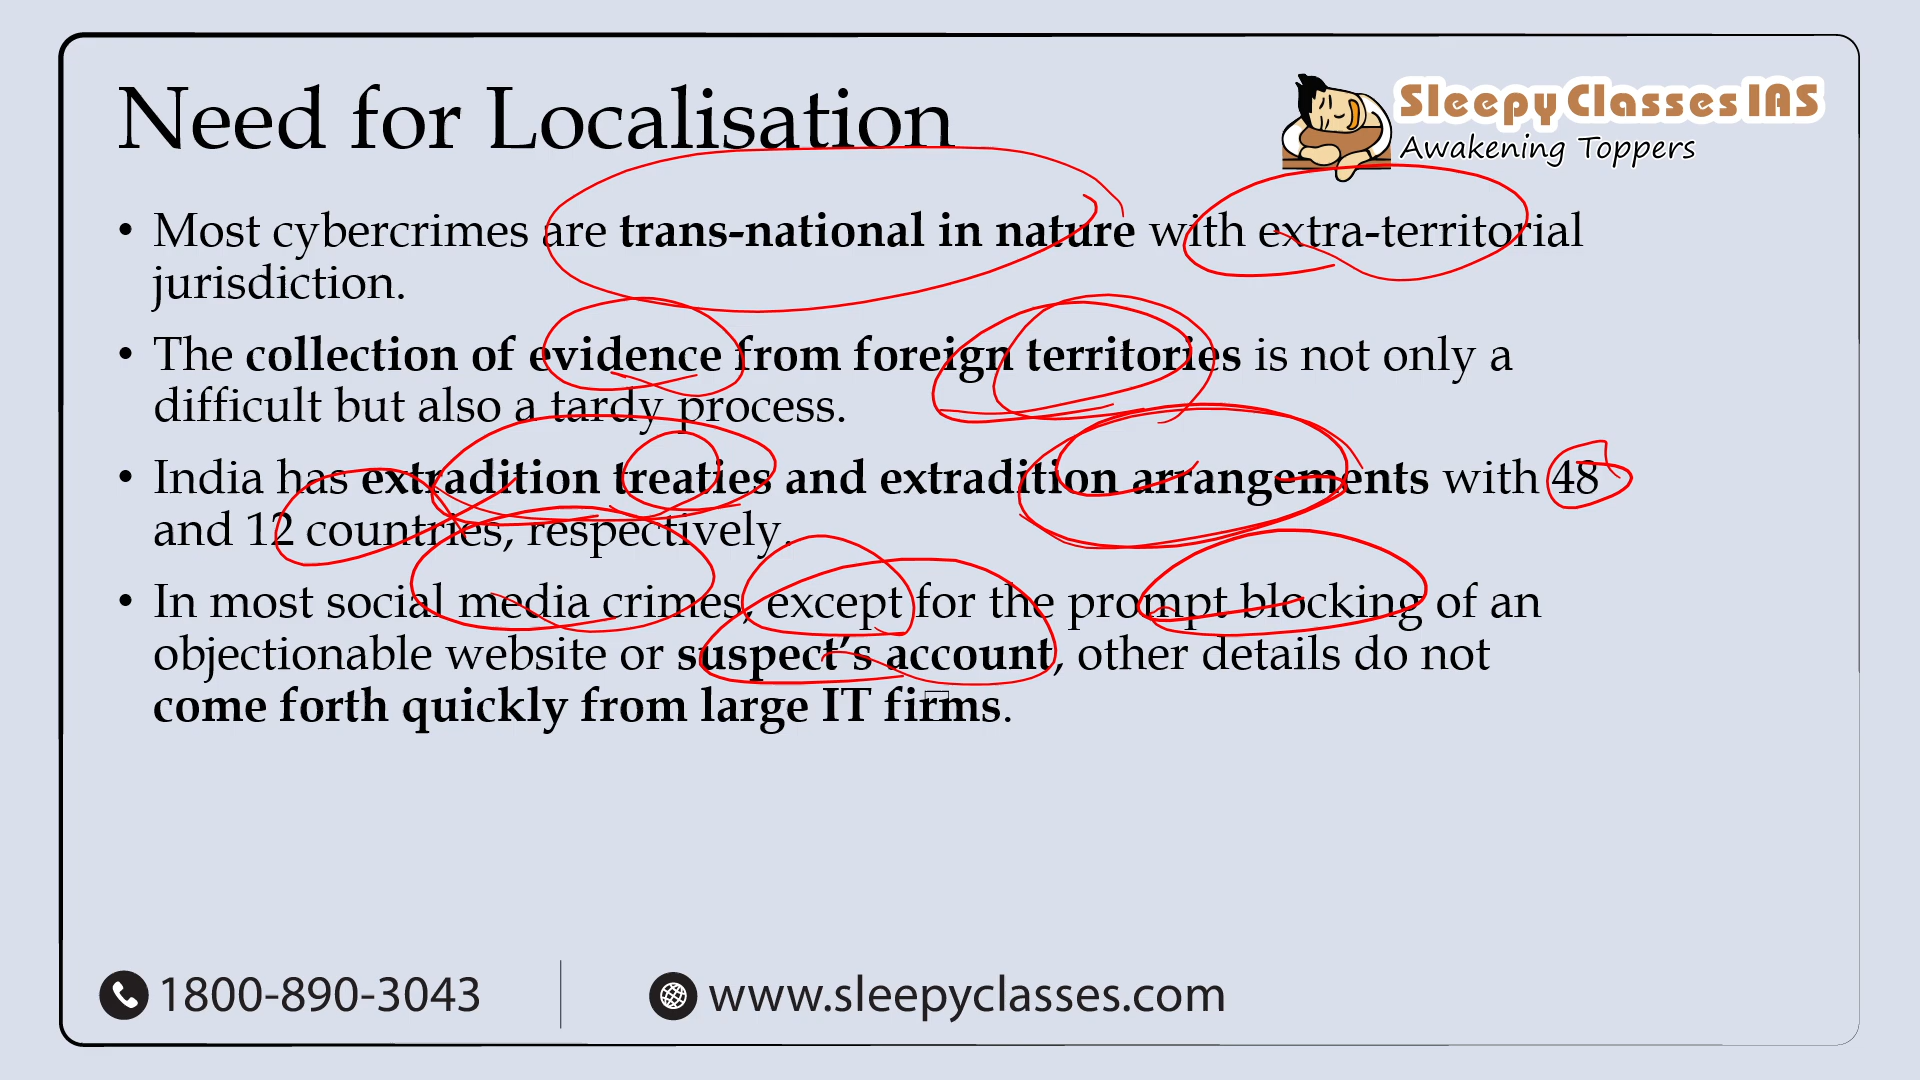 Need for Localisation
Sleepy Classes IAS
Awakening Toppers
• Most cybercrimes are trans-national in nature with extra-territorial
jurisdiction.
• The collection of evidence from foreign territories is not only a
difficult but also a tardy process.
• India has extradition treaties and extradition arrangements with 48
and 12 countries, respectively.
• In most social media crimes, except for the prompt blocking of an
objectionable website or suspect’s account, other details do not
come forth quickly from large IT firms.
1800-890-3043
www.sleepyclasses.com